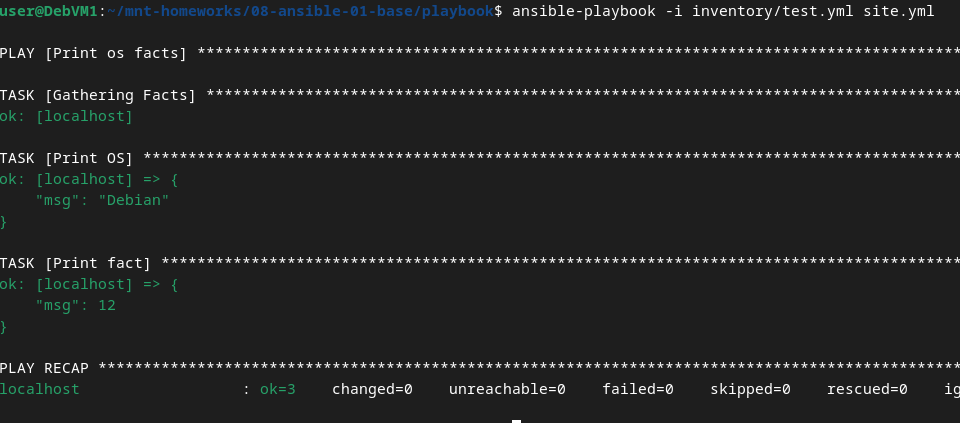 user@DebVM1:~/mnt-homeworks/08-ansible-01-base/playbook$ ansible-playbook -i inventory/test.yml site.yml
PLAY [Print os facts] *************************************************************************************
TASK [Gathering Facts] ************************************************************************************
ok: [localhost]
TASK [Print OS] *******************************************************************************************
ok: [localhost] => {
    "msg": "Debian"
}
TASK [Print fact] *****************************************************************************************
ok: [localhost] => {
    "msg": 12
}
PLAY RECAP ************************************************************************************************
localhost                  : ok=3    changed=0    unreachable=0    failed=0    skipped=0    rescued=0    ig